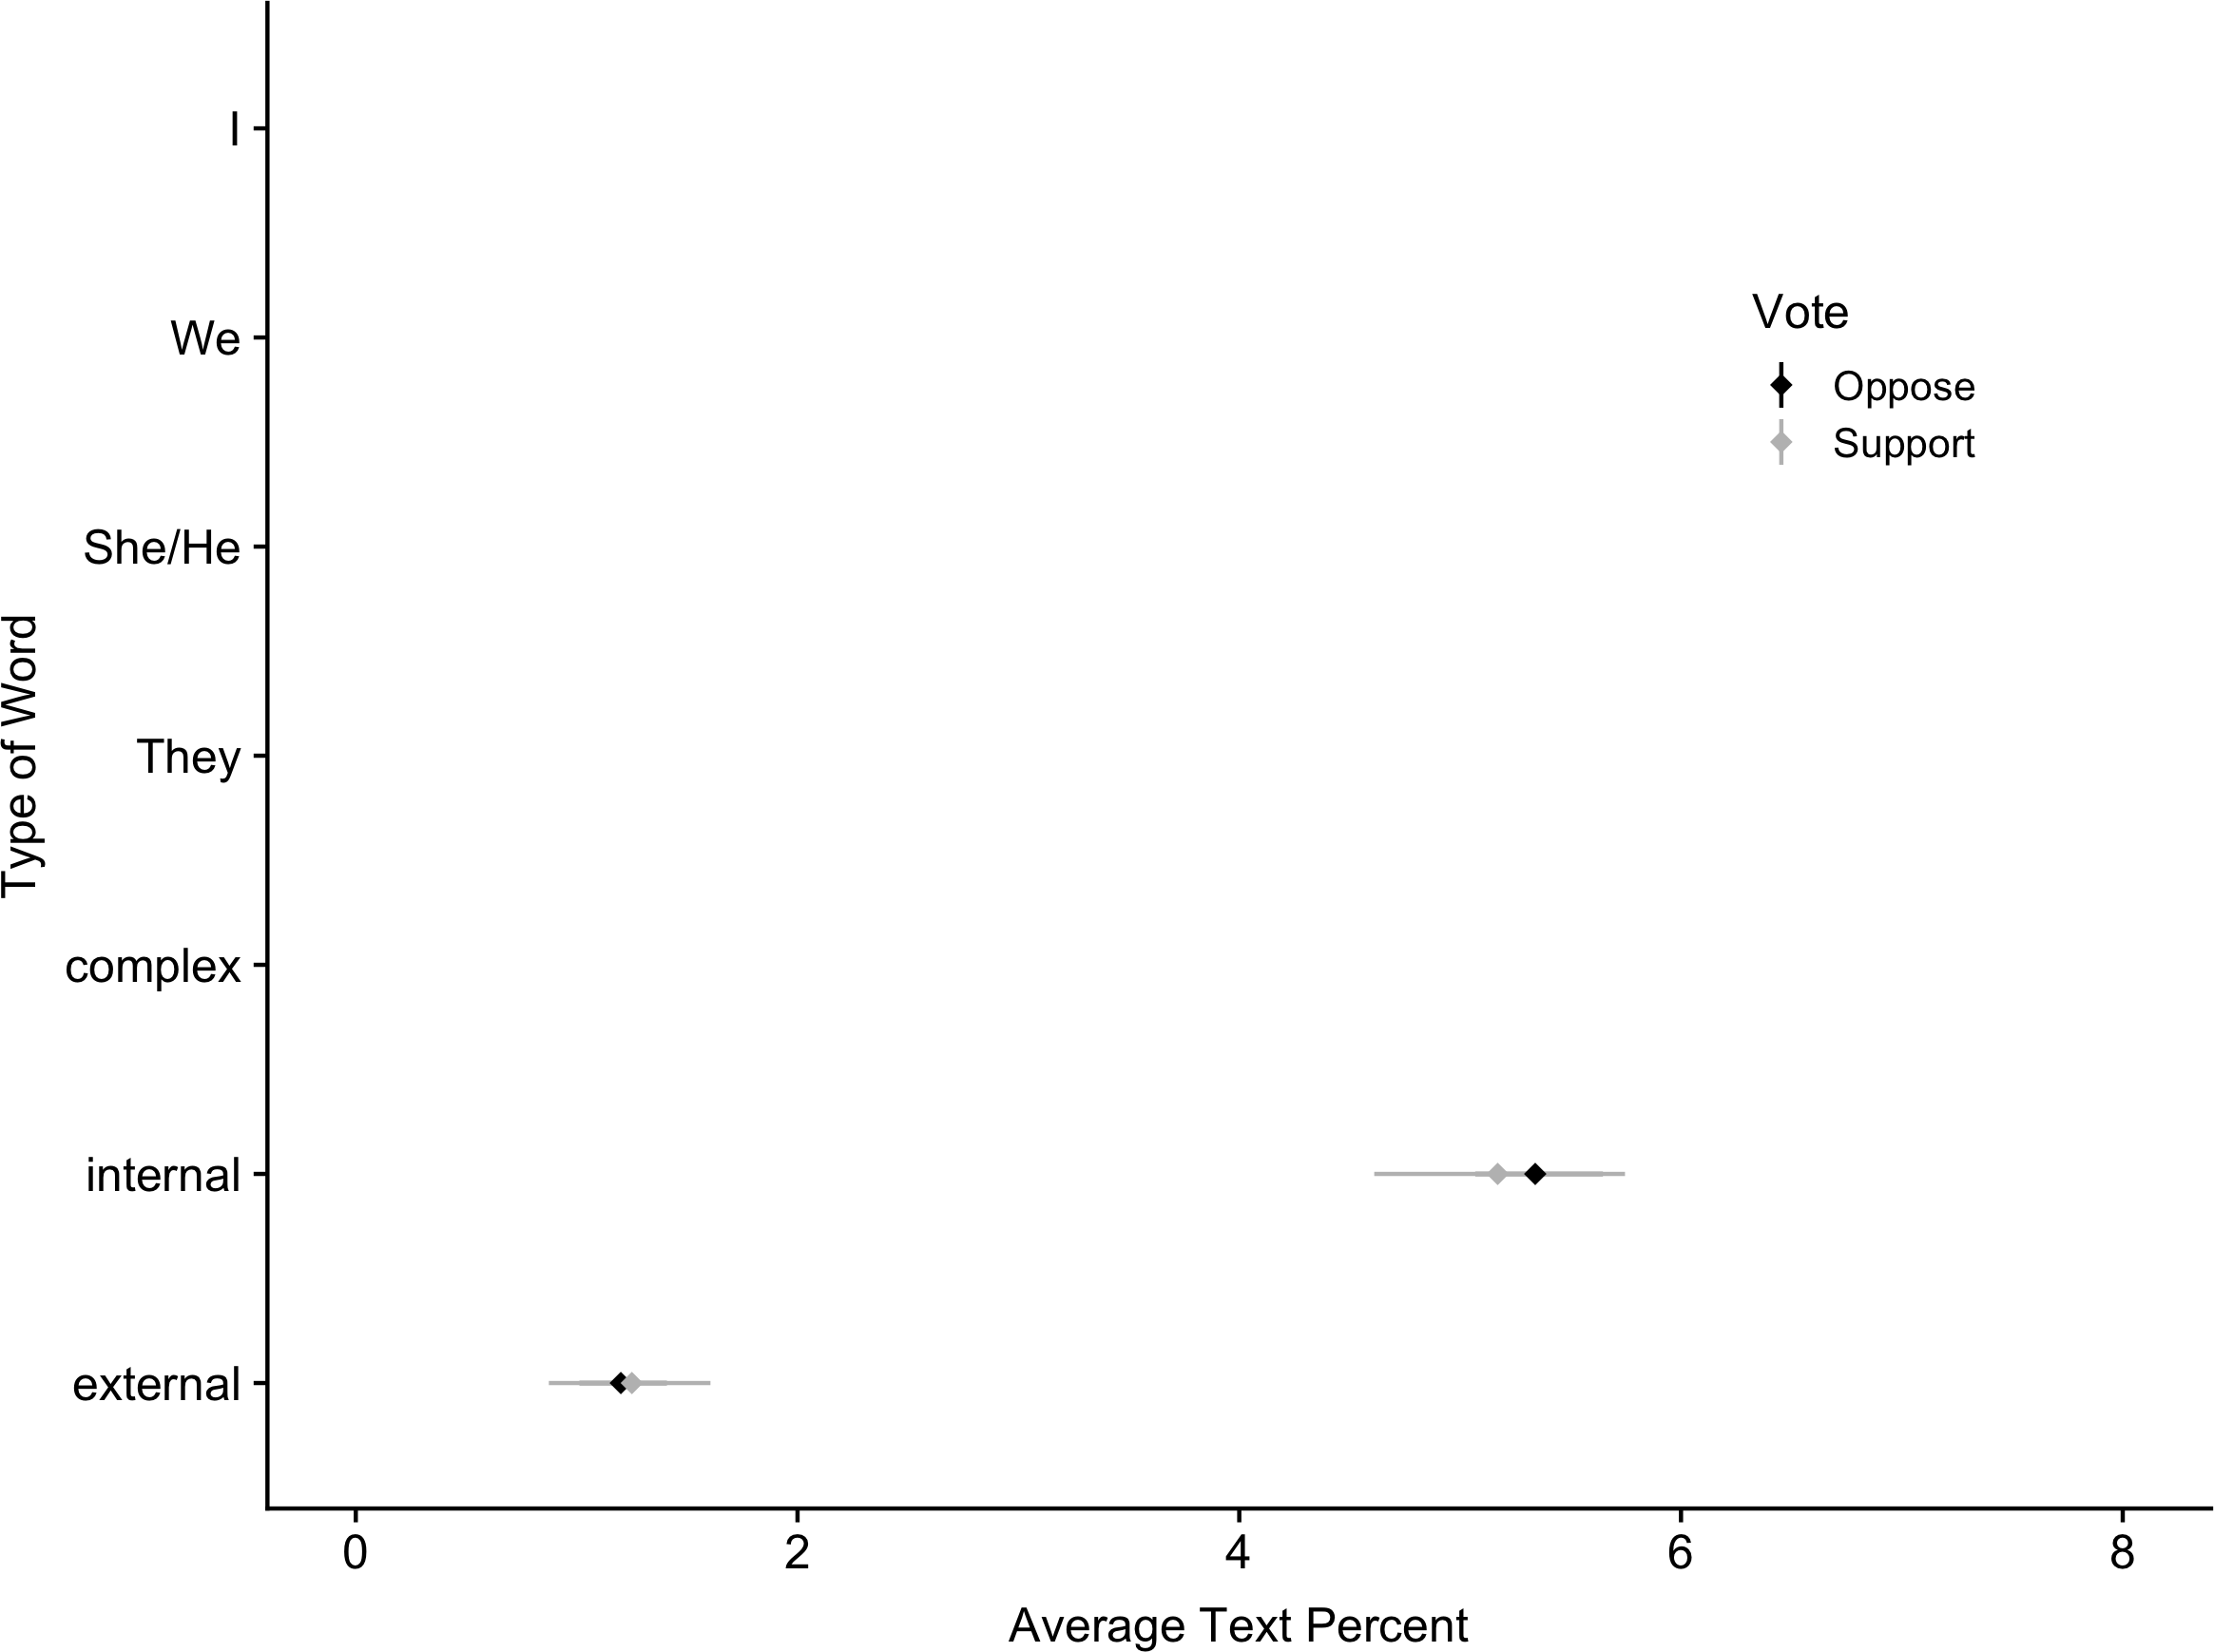 I
We
She/He
They
complex
internal
external
Type of Word
Vote
Oppose
Support
0 2 4 6 8
Average Text Percent